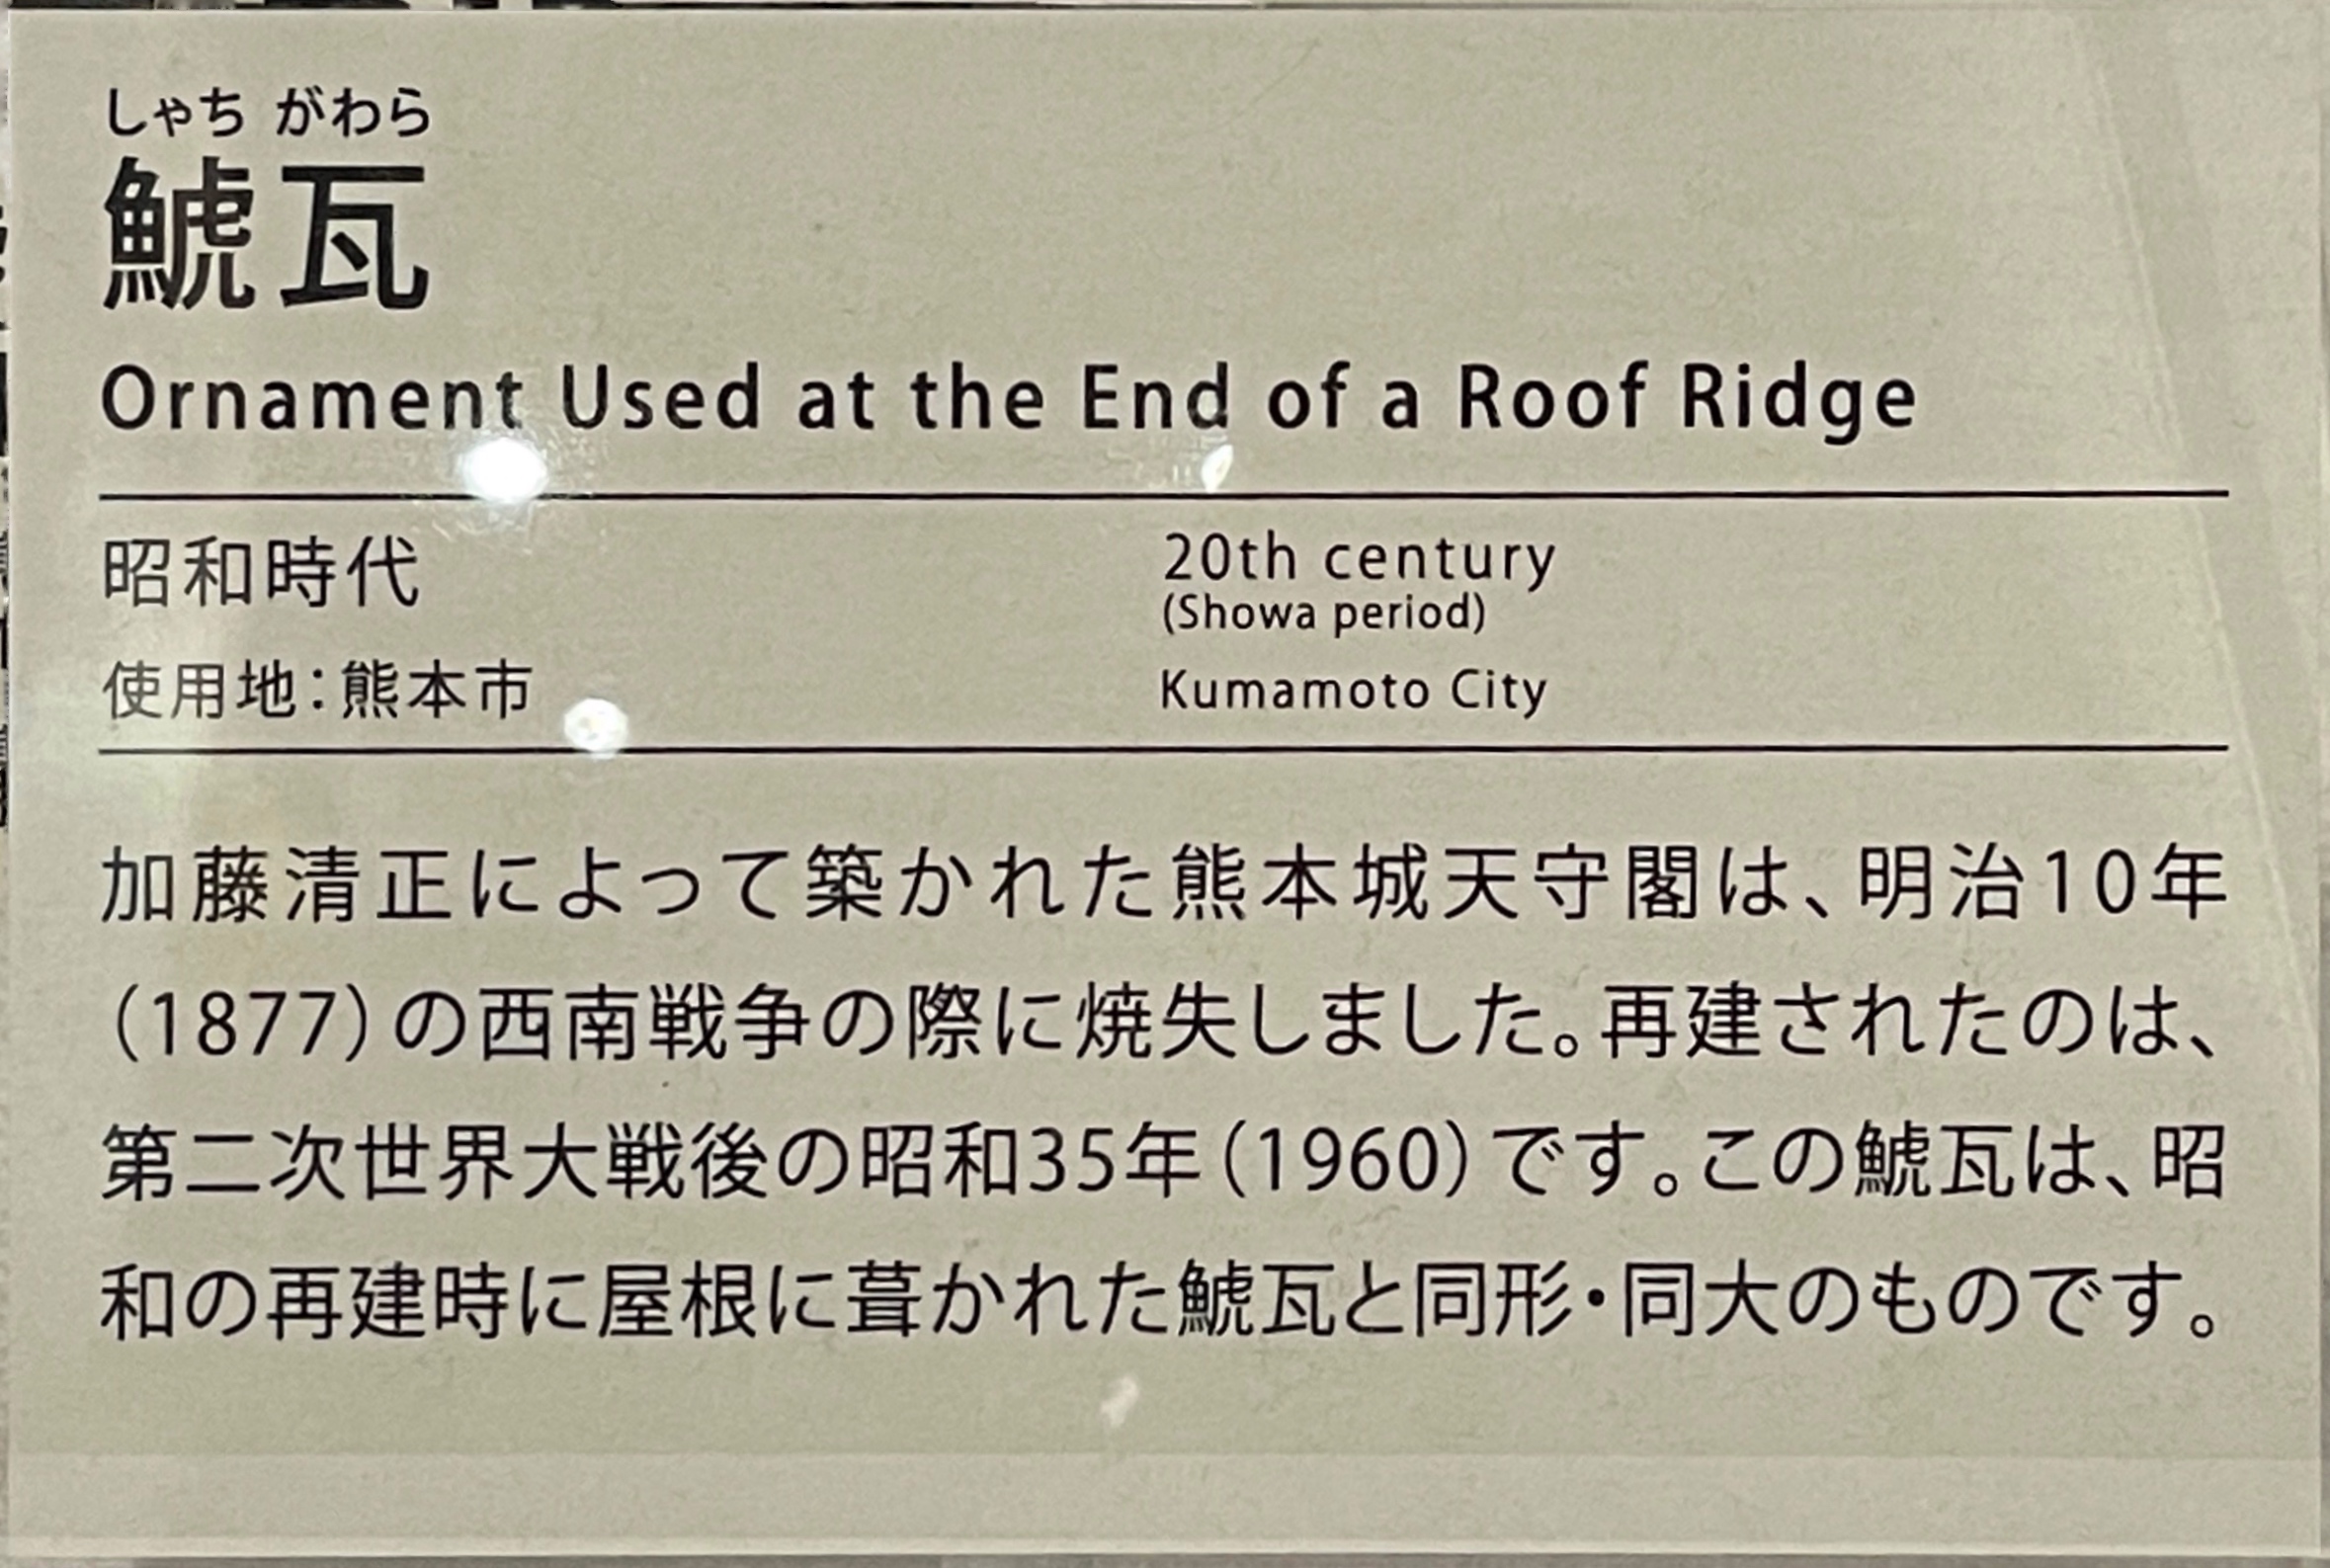 しゃち がわら
鯱瓦
Ornament Used at the End of a Roof Ridge
昭和時代
20th century
(Showa period)
使用地：熊本市
Kumamoto City
加藤清正によって築かれた熊本城天守閣は、明治10年
（1877）の西南戦争の際に焼失しました。再建されたのは、
第二次世界大戦後の昭和35年（1960）です。この鯱瓦は、昭
和の再建時に屋根に葺かれた鯱瓦と同形・同大のものです。